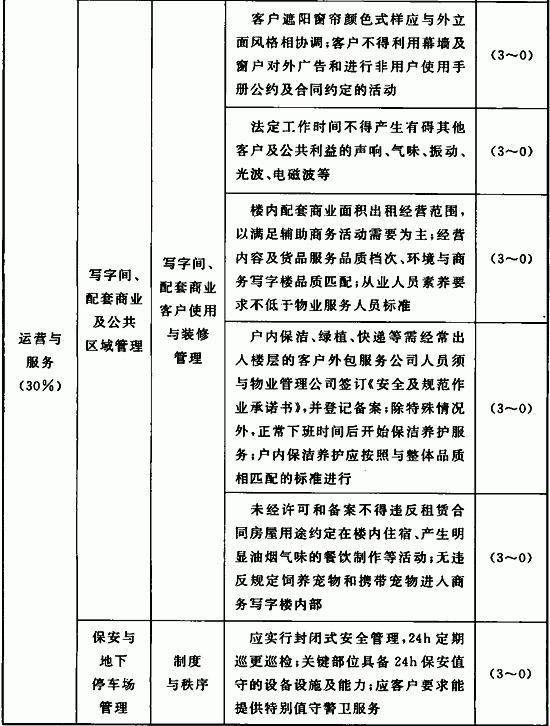 运营与
服务
(30%)
写字间、
配套商业
及公共
区域管理
写字间、
配套商业
客户使用
与装修
管理
客户遮阳窗帘颜色式样应与外立
面风格相协调;客户不得利用幕墙及
窗户对外广告和进行非用户使用手
册公约及合同约定的活动
(3～0)
法定工作时间不得产生有碍其他
客户及公共利益的声响、气味、振动、
光波、电磁波等
(3～0)
楼内配套商业面积出租经营范围,
以满足辅助商务活动需要为主;经营
内容及货品服务品质档次、环境与商
务写字楼品质匹配;从业人员素养要
求不低于物业服务人员标准
(3～0)
户内保洁、绿植、快递等需经常出
入楼层的客户外包服务公司人员须
与物业管理公司签订《安全及规范作
业承诺书》,并登记备案;除特殊情况
外,正常下班时间后开始保洁养护服
务;户内保洁养护应按照与整体品质
相匹配的标准进行
(3～0)
未经许可和备案不得违反租赁合
同房屋用途约定在楼内住宿、产生明
显油烟气味的餐饮制作等活动;无违
反规定饲养宠物和携带宠物进入商
务写字楼内部
(3～0)
保安与
地下
停车场
管理
制度
与秩序
应实行封闭式安全管理,24h定期
巡更巡检;关键部位具备24h保安值
守的设备设施及能力;应客户要求能
提供特别值守警卫服务
(3～0)